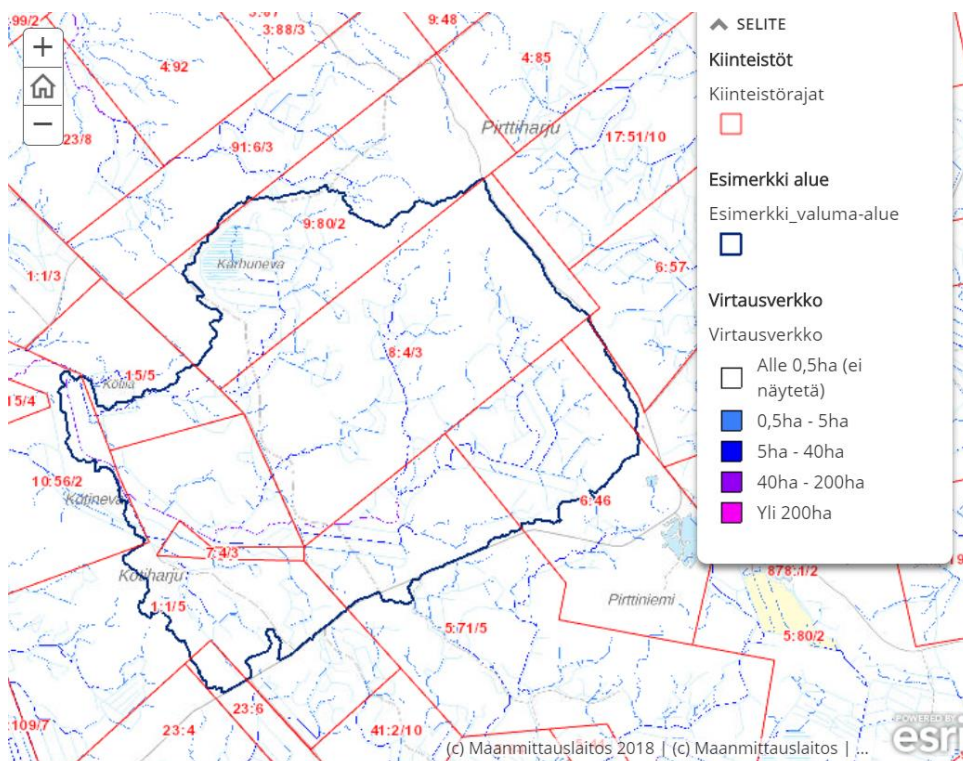 99/2
3:67
3:88/3
9:48
4:92
4:85
+
−
23/8
91:6/3
Pirttiharju
17:51/10
9:80/2
Karhuneva
6:57
1:1/3
8:4/3
15/5
Kotila
15/4
10:56/2
Kotineva
6:46
7:4/3
Kotiharju
1:1/5
Pirttiniemi
878:1/2
5:71/5
5:80/2
23:6
109/7
23:4
41:2/10
SELITE
Kiinteistöt
Kiinteistörajat
Esimerkki alue
Esimerkki_valuma-alue
Virtausverkko
Virtausverkko
Alle 0,5ha (ei
näytetä)
0,5ha - 5ha
5ha - 40ha
40ha - 200ha
Yli 200ha
(c) Maanmittauslaitos 2018 | (c) Maanmittauslaitos | ...
POWERED BY
esri